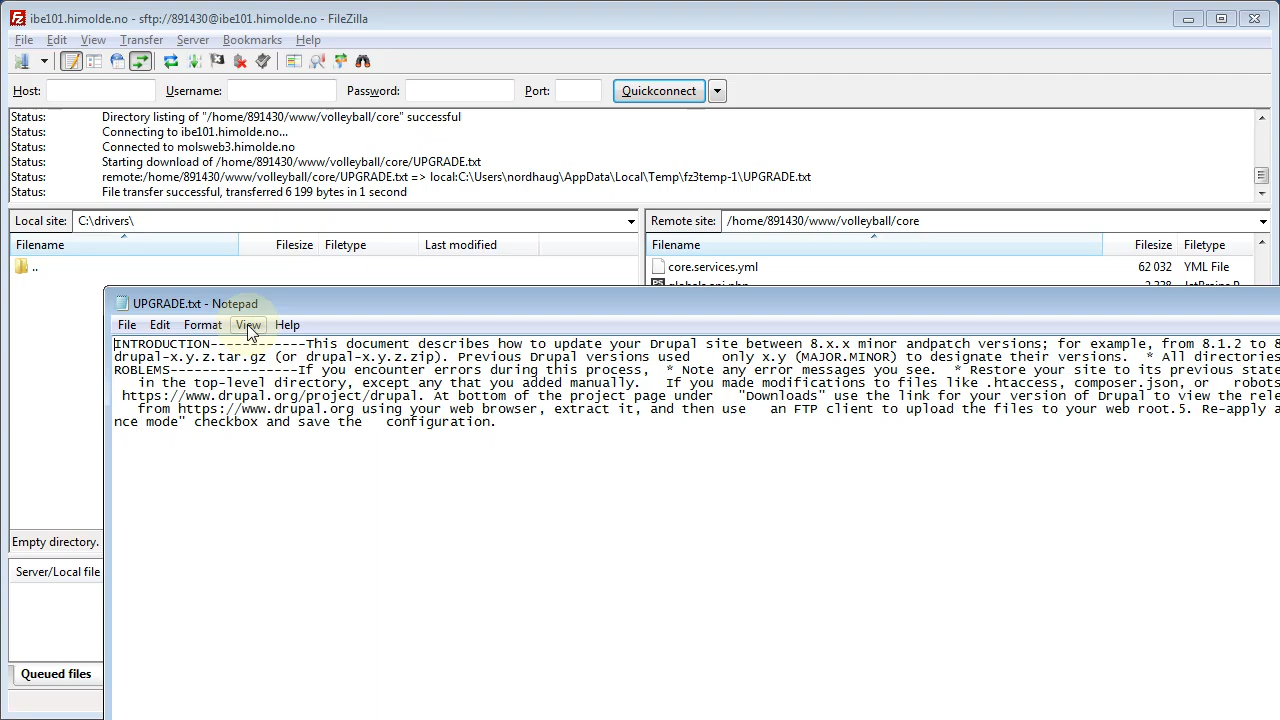 ibe101.himolde.no - sftp://891430@ibe101.himolde.no - FileZilla
File Edit View Transfer Server Bookmarks Help
Host: Username: Password: Port: Quickconnect
Status: Directory listing of "/home/891430/www/volleyball/core" successful
Status: Connecting to ibe101.himolde.no...
Status: Connected to molsweb3.himolde.no
Status: Starting download of /home/891430/www/volleyball/core/UPGRADE.txt
Status: remote:/home/891430/www/volleyball/core/UPGRADE.txt => local:C:\Users\nordhaug\AppData\Local\Temp\fz3temp-1\UPGRADE.txt
Status: File transfer successful, transferred 6 199 bytes in 1 second
Local site: C:\drivers\ Remote site: /home/891430/www/volleyball/core
Filename Filesize Filetype Last modified Filename Filesize Filetype
.. core.services.yml 62 032 YML File
UPGRADE.txt - Notepad
File Edit Format View Help
INTRODUCTION------------This document describes how to update your Drupal site between 8.x.x minor andpatch versions; for example, from 8.1.2 to 8
drupal-x.y.z.tar.gz (or drupal-x.y.z.zip). Previous Drupal versions used    only x.y (MAJOR.MINOR) to designate their versions.  * All directories
ROBLEMS----------------If you encounter errors during this process,  * Note any error messages you see.  * Restore your site to its previous state
in the top-level directory, except any that you added manually.   If you made modifications to files like .htaccess, composer.json, or   robots
https://www.drupal.org/project/drupal. At bottom of the project page under   "Downloads" use the link for your version of Drupal to view the rele
from https://www.drupal.org using your web browser, extract it, and then use   an FTP client to upload the files to your web root.5. Re-apply a
nce mode" checkbox and save the   configuration.
Empty directory.
Server/Local file
Queued files